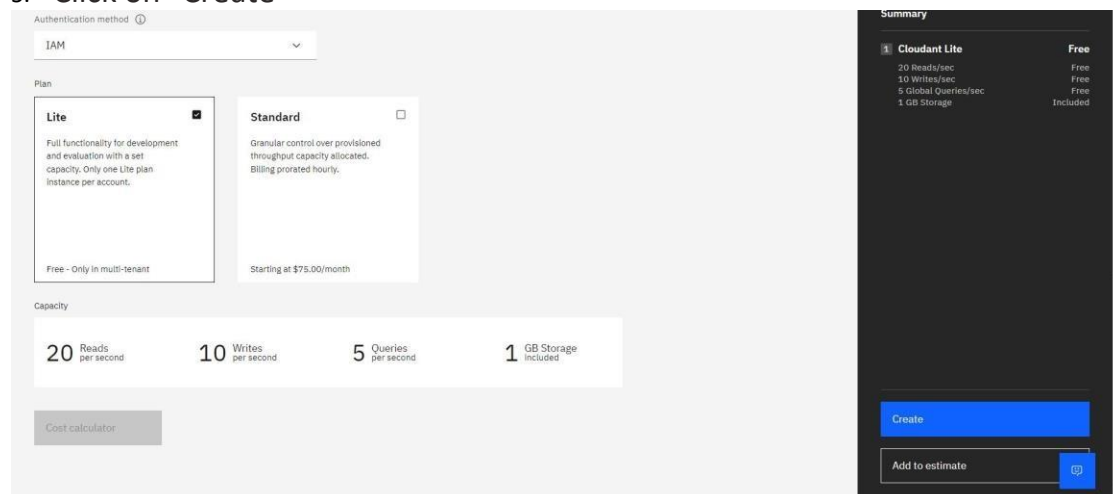 Click on "Create"
Authentication method
IAM
Plan
Lite
Full functionality for development
and evaluation with a set
capacity. Only one Lite plan
instance per account.
Free - Only in multi-tenant
Standard
Granular control over provisioned
throughput capacity allocated.
Billing prorated hourly.
Starting at $75.00/month
Capacity
20 Reads per second
10 Writes per second
5 Queries per second
1 GB Storage included
Cost calculator
Summary
1 Cloudant Lite Free
20 Reads/sec Free
10 Writes/sec Free
5 Global Queries/sec Free
1 GB Storage Included
Create
Add to estimate